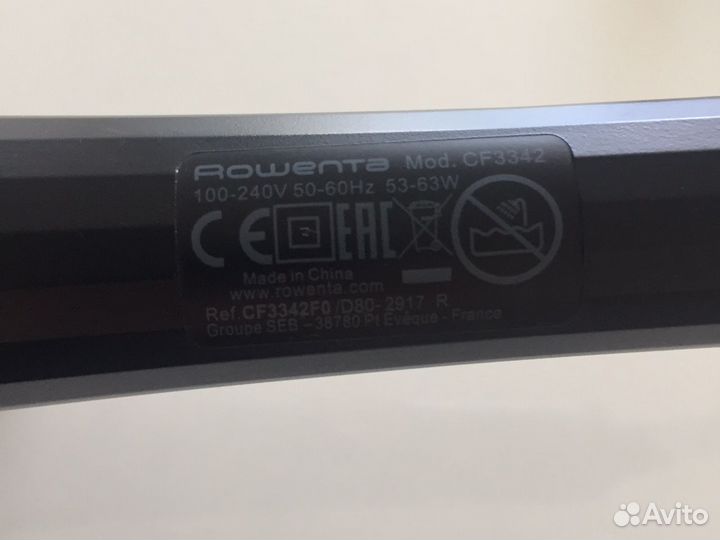 Rowenta Mod. CF3342
100-240V 50-60Hz 53-63W
CE EAC
Made in China
www.rowenta.com
Ref.CF3342F0/D80-2917 R
Groupe SEB - 38780 Pt Evêque - France
Avito